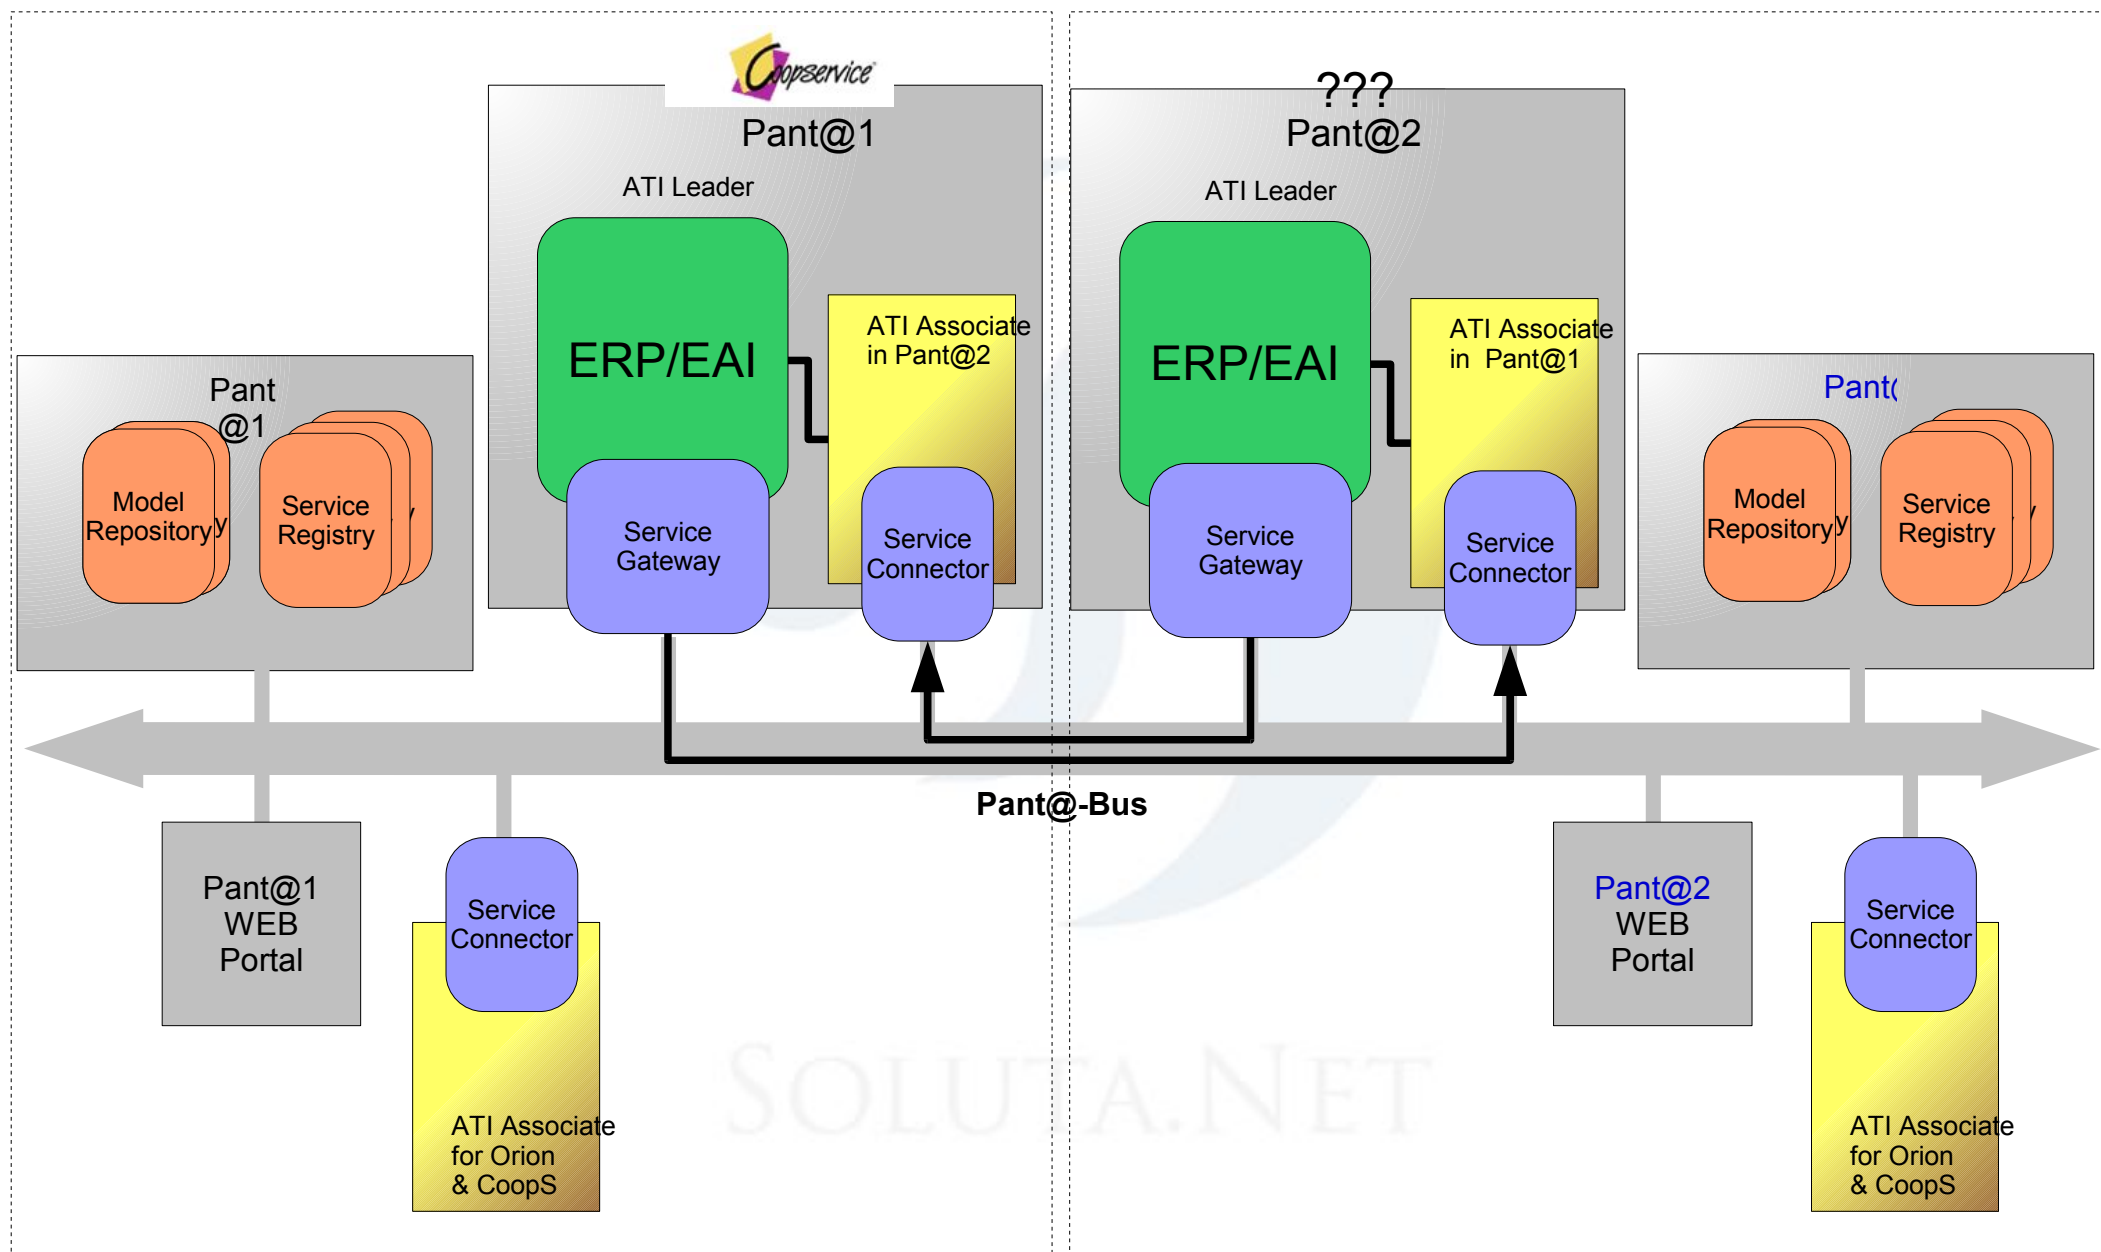 Coopservice
Pant@1
ATI Leader
ERP/EAI
ATI Associate
in Pant@2
Service
Gateway
Service
Connector
???
Pant@2
ATI Leader
ERP/EAI
ATI Associate
in Pant@1
Service
Gateway
Service
Connector
Pant
@1
Model
Repository
y
Service
Registry
y
Pant@
Model
Repository
y
Service
Registry
y
Pant@-Bus
Pant@1
WEB
Portal
Service
Connector
ATI Associate
for Orion
& CoopS
Pant@2
WEB
Portal
Service
Connector
ATI Associate
for Orion
& CoopS
SOLUTA.NET